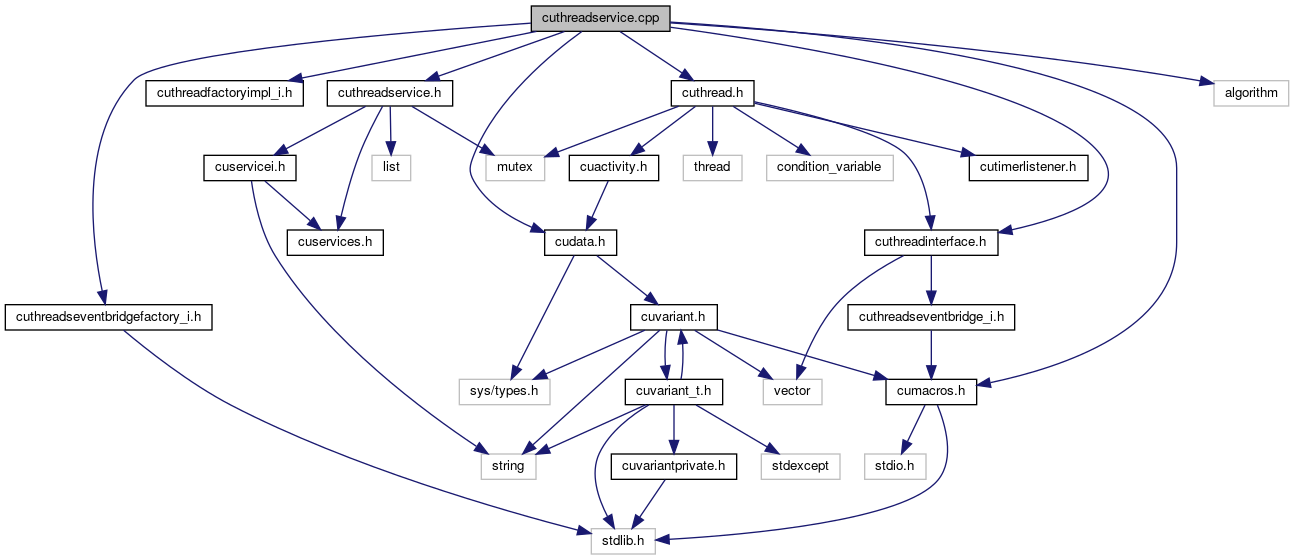 cuthreadservice.cpp
cuthreadfactoryimpl_i.h
cuthreadservice.h
cuthread.h
algorithm
cuservicei.h
list
mutex
cuactivity.h
thread
condition_variable
cutimerlistener.h
cuservices.h
cudata.h
cuthreadinterface.h
cuthreadseventbridgefactory_i.h
cuvariant.h
cuthreadseventbridge_i.h
sys/types.h
cuvariant_t.h
vector
cumacros.h
string
cuvariantprivate.h
stdexcept
stdio.h
stdlib.h